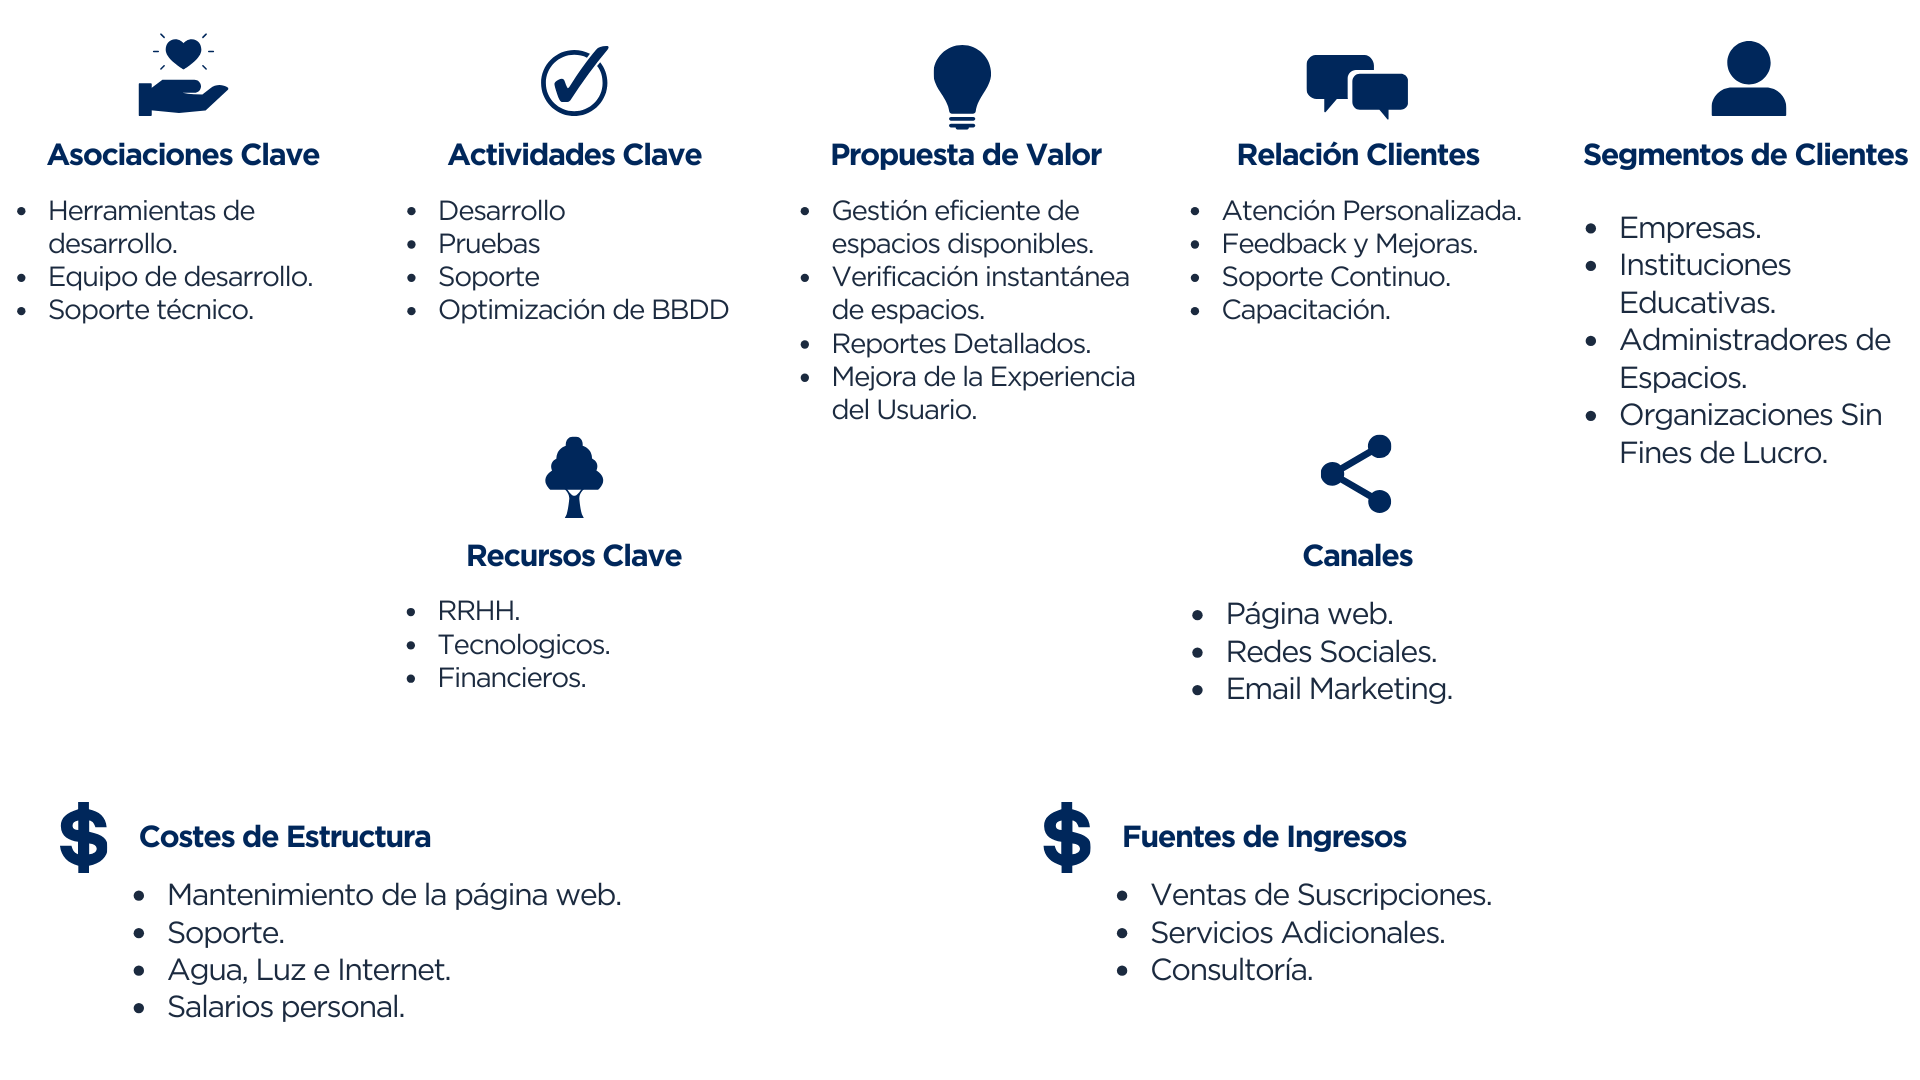 Asociaciones Clave
• Herramientas de
desarrollo.
• Equipo de desarrollo.
• Soporte técnico.
Actividades Clave
• Desarrollo
• Pruebas
• Soporte
• Optimización de BBDD
Recursos Clave
• RRHH.
• Tecnologicos.
• Financieros.
Propuesta de Valor
• Gestión eficiente de
espacios disponibles.
• Verificación instantánea
de espacios.
• Reportes Detallados.
• Mejora de la Experiencia
del Usuario.
Relación Clientes
• Atención Personalizada.
• Feedback y Mejoras.
• Soporte Continuo.
• Capacitación.
Canales
• Página web.
• Redes Sociales.
• Email Marketing.
Segmentos de Clientes
• Empresas.
• Instituciones
Educativas.
• Administradores de
Espacios.
• Organizaciones Sin
Fines de Lucro.
$ Costes de Estructura
• Mantenimiento de la página web.
• Soporte.
• Agua, Luz e Internet.
• Salarios personal.
$ Fuentes de Ingresos
• Ventas de Suscripciones.
• Servicios Adicionales.
• Consultoría.